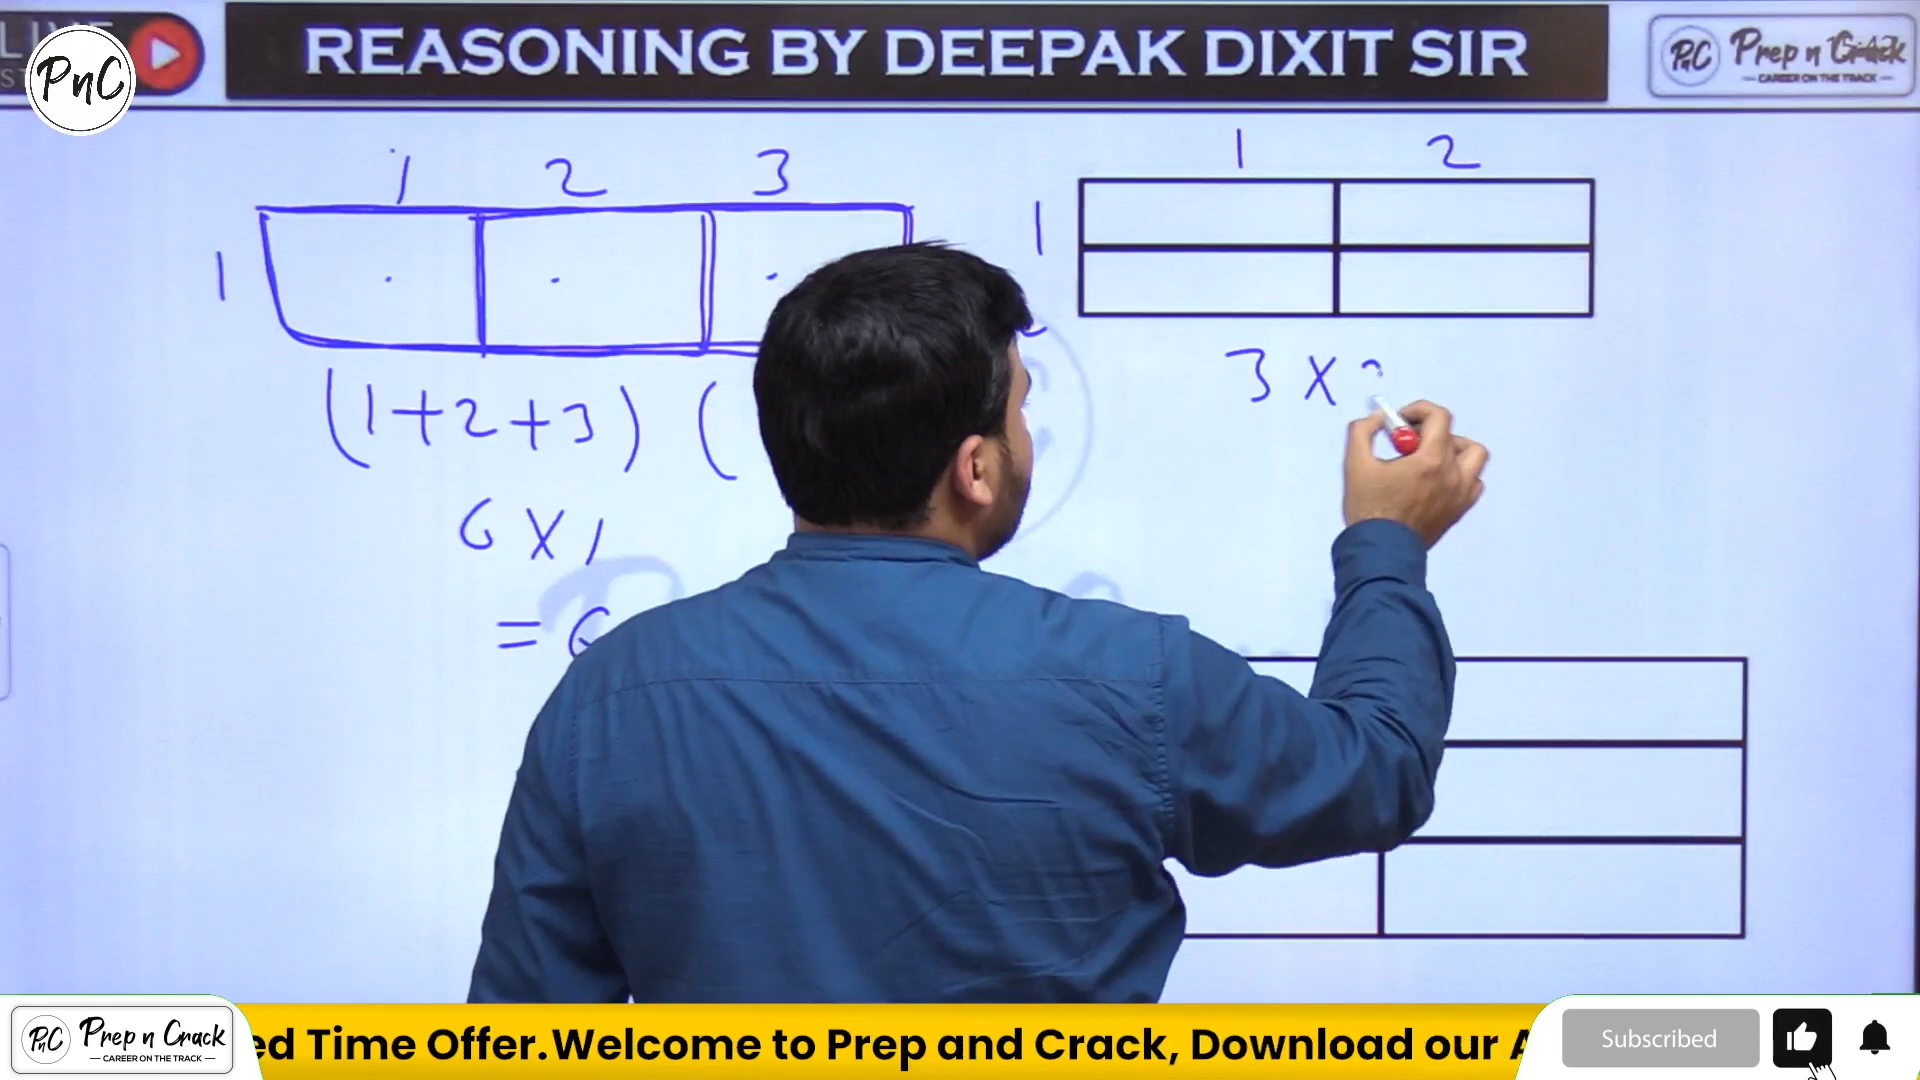 REASONING BY DEEPAK DIXIT SIR
PnC
PnC Prep n Crack
CAREER ON THE TRACK
1 2 3
1
(1+2+3) (
6 X 1
= 6
1 2
1
3 X
PnC Prep n Crack
CAREER ON THE TRACK
ed Time Offer.Welcome to Prep and Crack, Download our
Subscribed